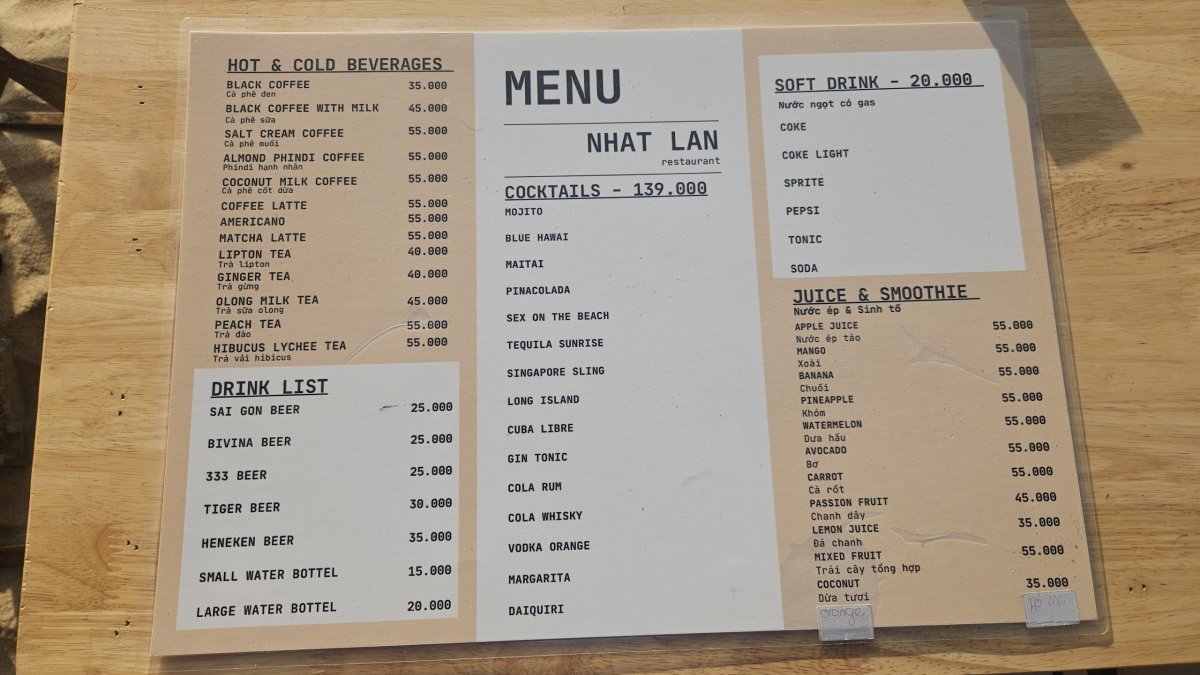 HOT & COLD BEVERAGES
BLACK COFFEE 35.000
Cà phê đen
BLACK COFFEE WITH MILK 45.000
Cà phê sữa
SALT CREAM COFFEE 55.000
Cà phê muối
ALMOND PHINDI COFFEE 55.000
Phindi hạnh nhân
COCONUT MILK COFFEE 55.000
Cà phê cốt dừa
COFFEE LATTE 55.000
AMERICANO 55.000
MATCHA LATTE 55.000
LIPTON TEA 40.000
Trà lipton
GINGER TEA 40.000
Trà gừng
OLONG MILK TEA 45.000
Trà sữa olong
PEACH TEA 55.000
Trà đào
HIBUCUS LYCHEE TEA 55.000
Trà vải hibicus
DRINK LIST
SAI GON BEER 25.000
BIVINA BEER 25.000
333 BEER 25.000
TIGER BEER 30.000
HENEKEN BEER 35.000
SMALL WATER BOTTEL 15.000
LARGE WATER BOTTEL 20.000
MENU
NHAT LAN
restaurant
COCKTAILS - 139.000
MOJITO
BLUE HAWAI
MAITAI
PINACOLADA
SEX ON THE BEACH
TEQUILA SUNRISE
SINGAPORE SLING
LONG ISLAND
CUBA LIBRE
GIN TONIC
COLA RUM
COLA WHISKY
VODKA ORANGE
MARGARITA
DAIQUIRI
SOFT DRINK - 20.000
Nước ngọt có gas
COKE
COKE LIGHT
SPRITE
PEPSI
TONIC
SODA
JUICE & SMOOTHIE
Nước ép & Sinh tố
APPLE JUICE 55.000
Nước ép táo
MANGO 55.000
Xoài
BANANA 55.000
Chuối
PINEAPPLE 55.000
Khóm
WATERMELON 55.000
Dưa hấu
AVOCADO 55.000
Bơ
CARROT 55.000
Cà rốt
PASSION FRUIT 45.000
Chanh dây
LEMON JUICE 35.000
Đá chanh
MIXED FRUIT 55.000
Trái cây tổng hợp
COCONUT 35.000
Dừa tươi
orange